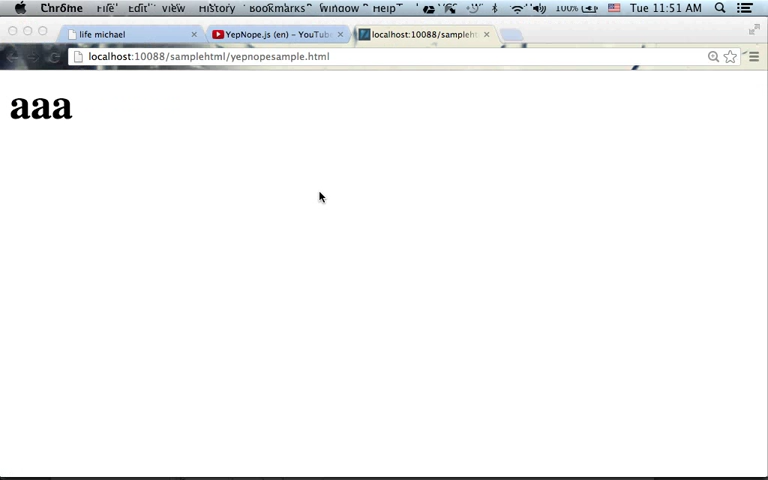 Chrome File Edit View History Bookmarks Window Help 100% Tue 11:51 AM
life michael YepNope.js (en) - YouTube localhost:10088/sampleht
localhost:10088/samplehtml/yepnopesample.html
aaa